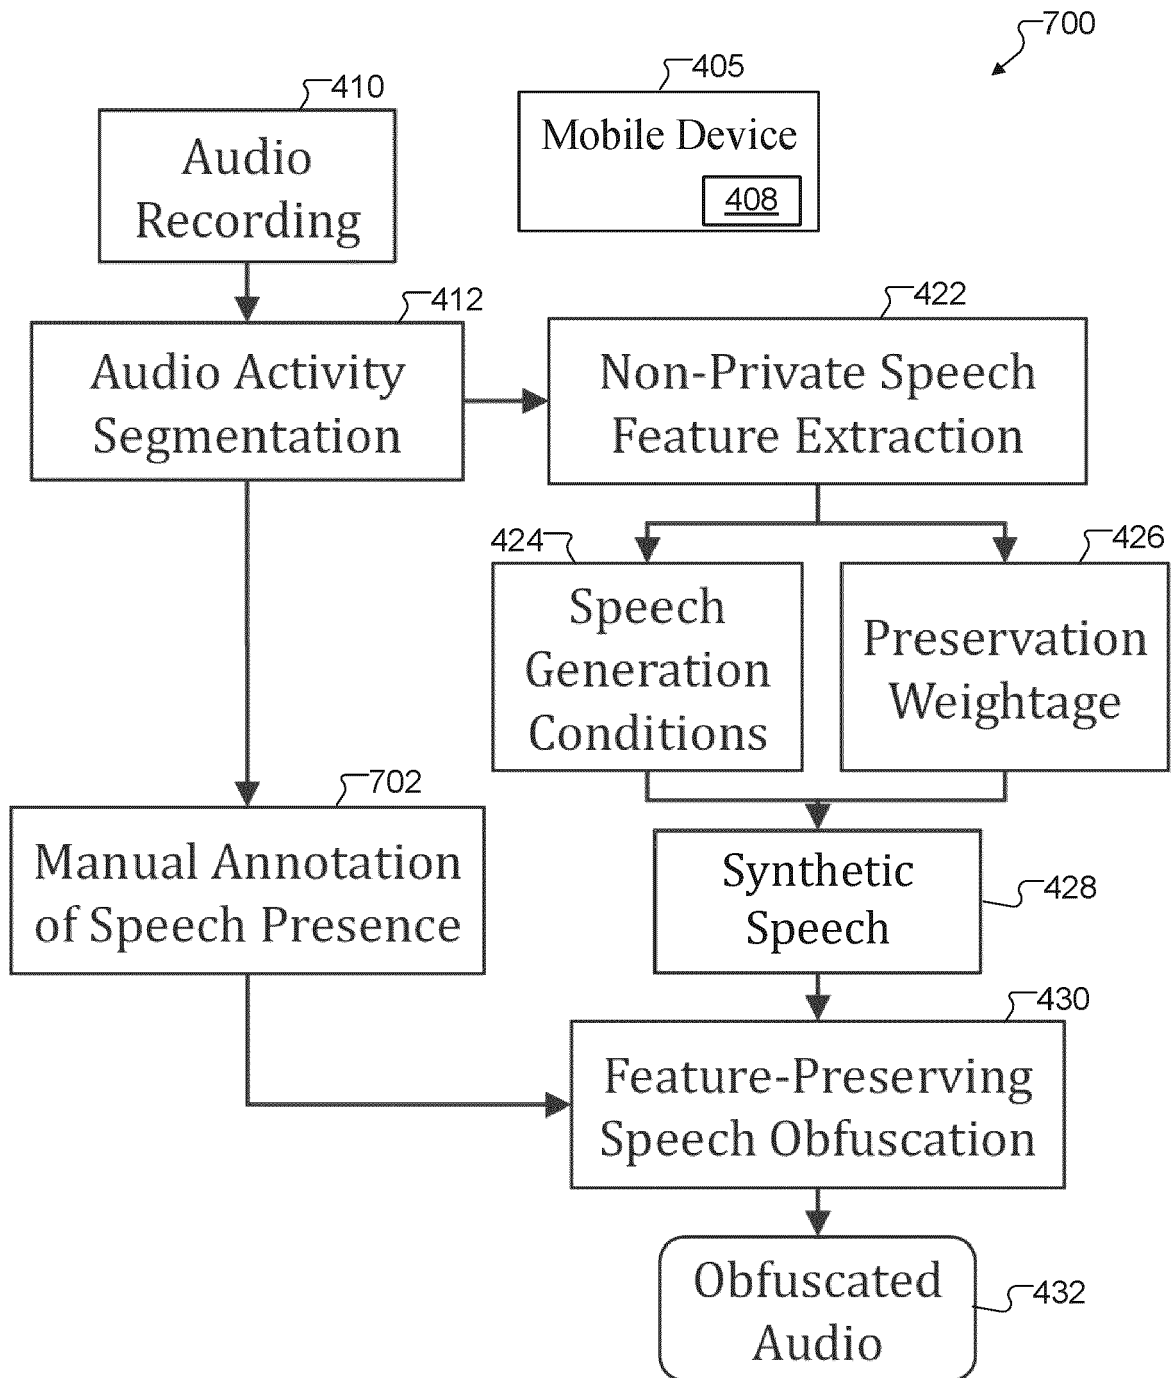 700
410
405
Audio
Recording
Mobile Device
408
412
422
Audio Activity
Segmentation
Non-Private Speech
Feature Extraction
424
426
Speech
Generation
Conditions
Preservation
Weightage
702
Manual Annotation
of Speech Presence
Synthetic
Speech
428
430
Feature-Preserving
Speech Obfuscation
Obfuscated
Audio
432